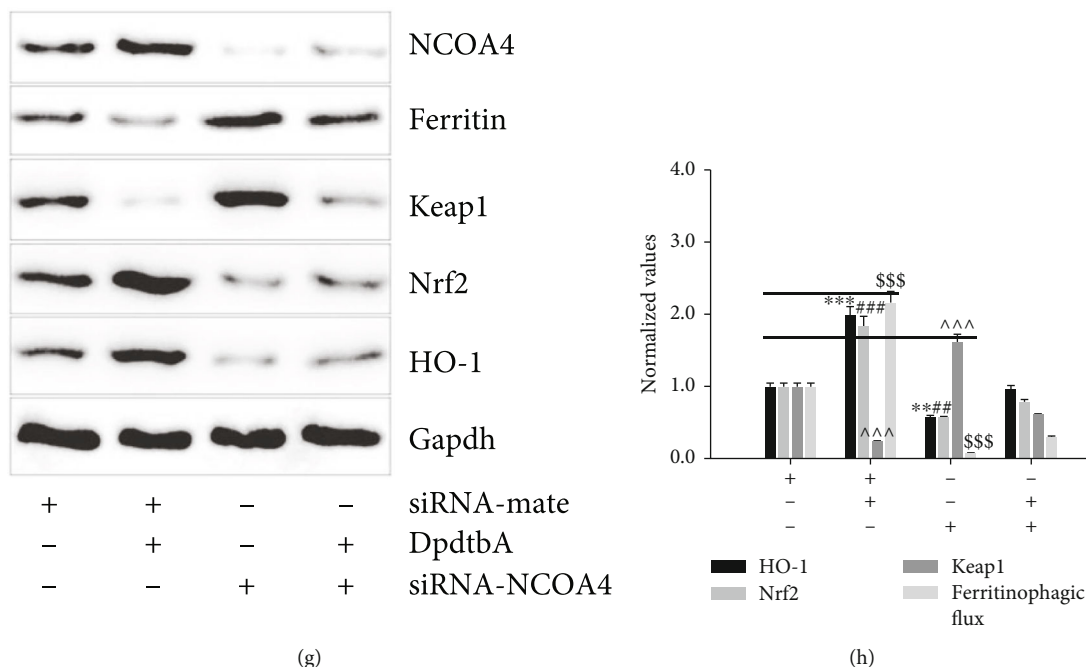 NCOA4
Ferritin
Keap1
Nrf2
HO-1
Gapdh
+ + – – siRNA-mate
– + – + DpdtbA
– – + + siRNA-NCOA4
(g)
Normalized values
4.0
3.0
2.0
1.0
0.0
$$$
***###
^^^
**##
^^^
$$$
+ + – –
– + – +
– – + +
HO-1
Nrf2
Keap1
Ferritinophagic
flux
(h)